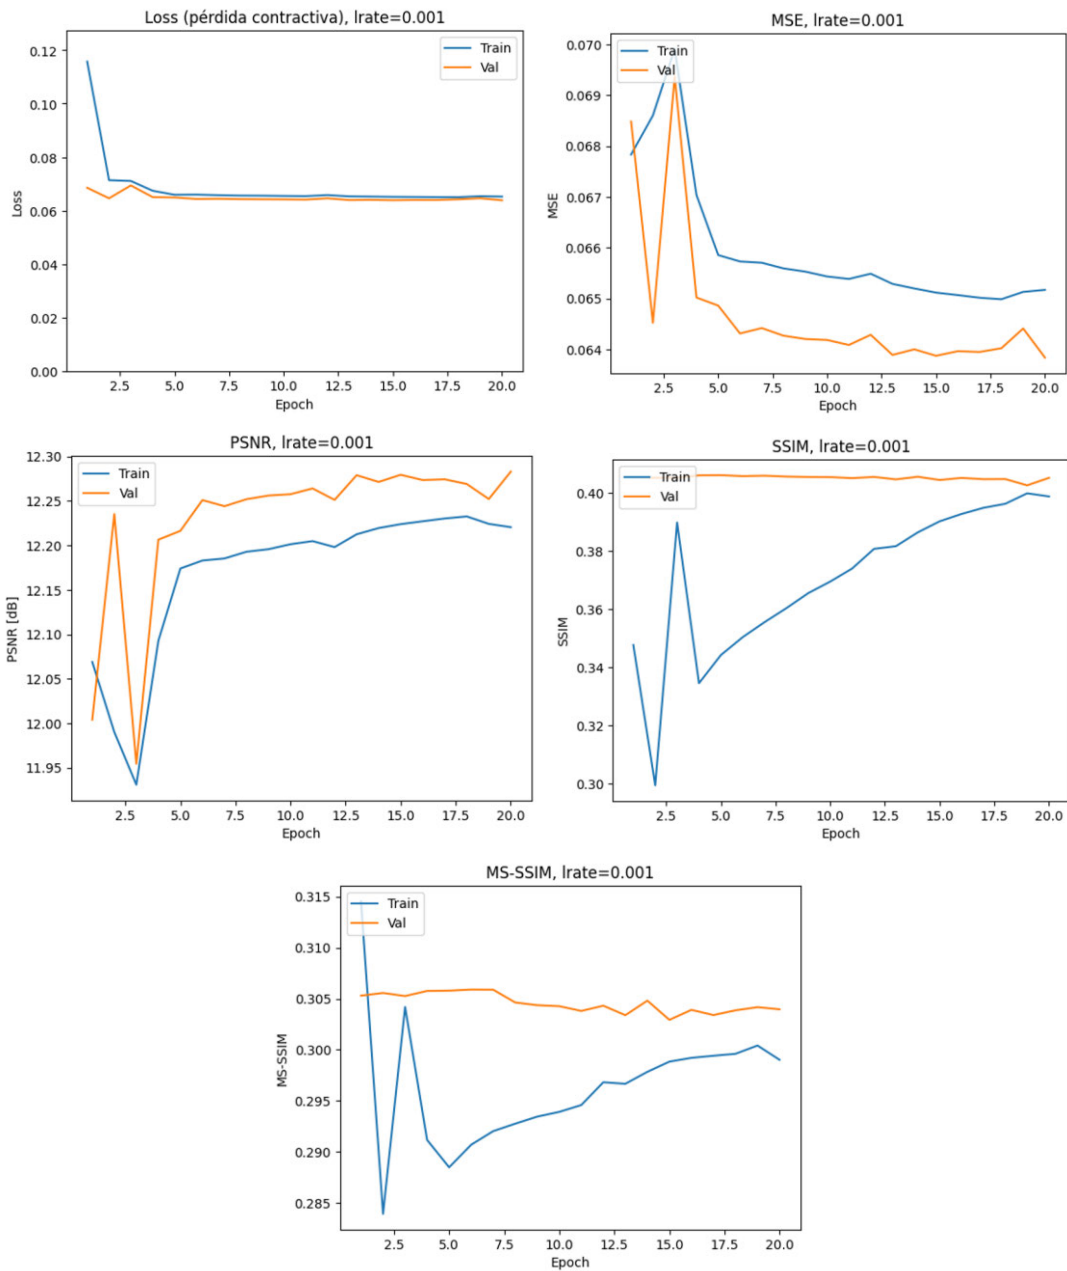 Loss (pérdida contractiva), lrate=0.001
0.12
0.10
0.08
0.06
0.04
0.02
0.00
Loss
Train
Val
2.5 5.0 7.5 10.0 12.5 15.0 17.5 20.0
Epoch
MSE, lrate=0.001
0.070
0.069
0.068
0.067
0.066
0.065
0.064
MSE
Train
Val
2.5 5.0 7.5 10.0 12.5 15.0 17.5 20.0
Epoch
PSNR, lrate=0.001
12.30
12.25
12.20
12.15
12.10
12.05
12.00
11.95
PSNR [dB]
Train
Val
2.5 5.0 7.5 10.0 12.5 15.0 17.5 20.0
Epoch
SSIM, lrate=0.001
0.40
0.38
0.36
0.34
0.32
0.30
SSIM
Train
Val
2.5 5.0 7.5 10.0 12.5 15.0 17.5 20.0
Epoch
MS-SSIM, lrate=0.001
0.315
0.310
0.305
0.300
0.295
0.290
0.285
MS-SSIM
Train
Val
2.5 5.0 7.5 10.0 12.5 15.0 17.5 20.0
Epoch